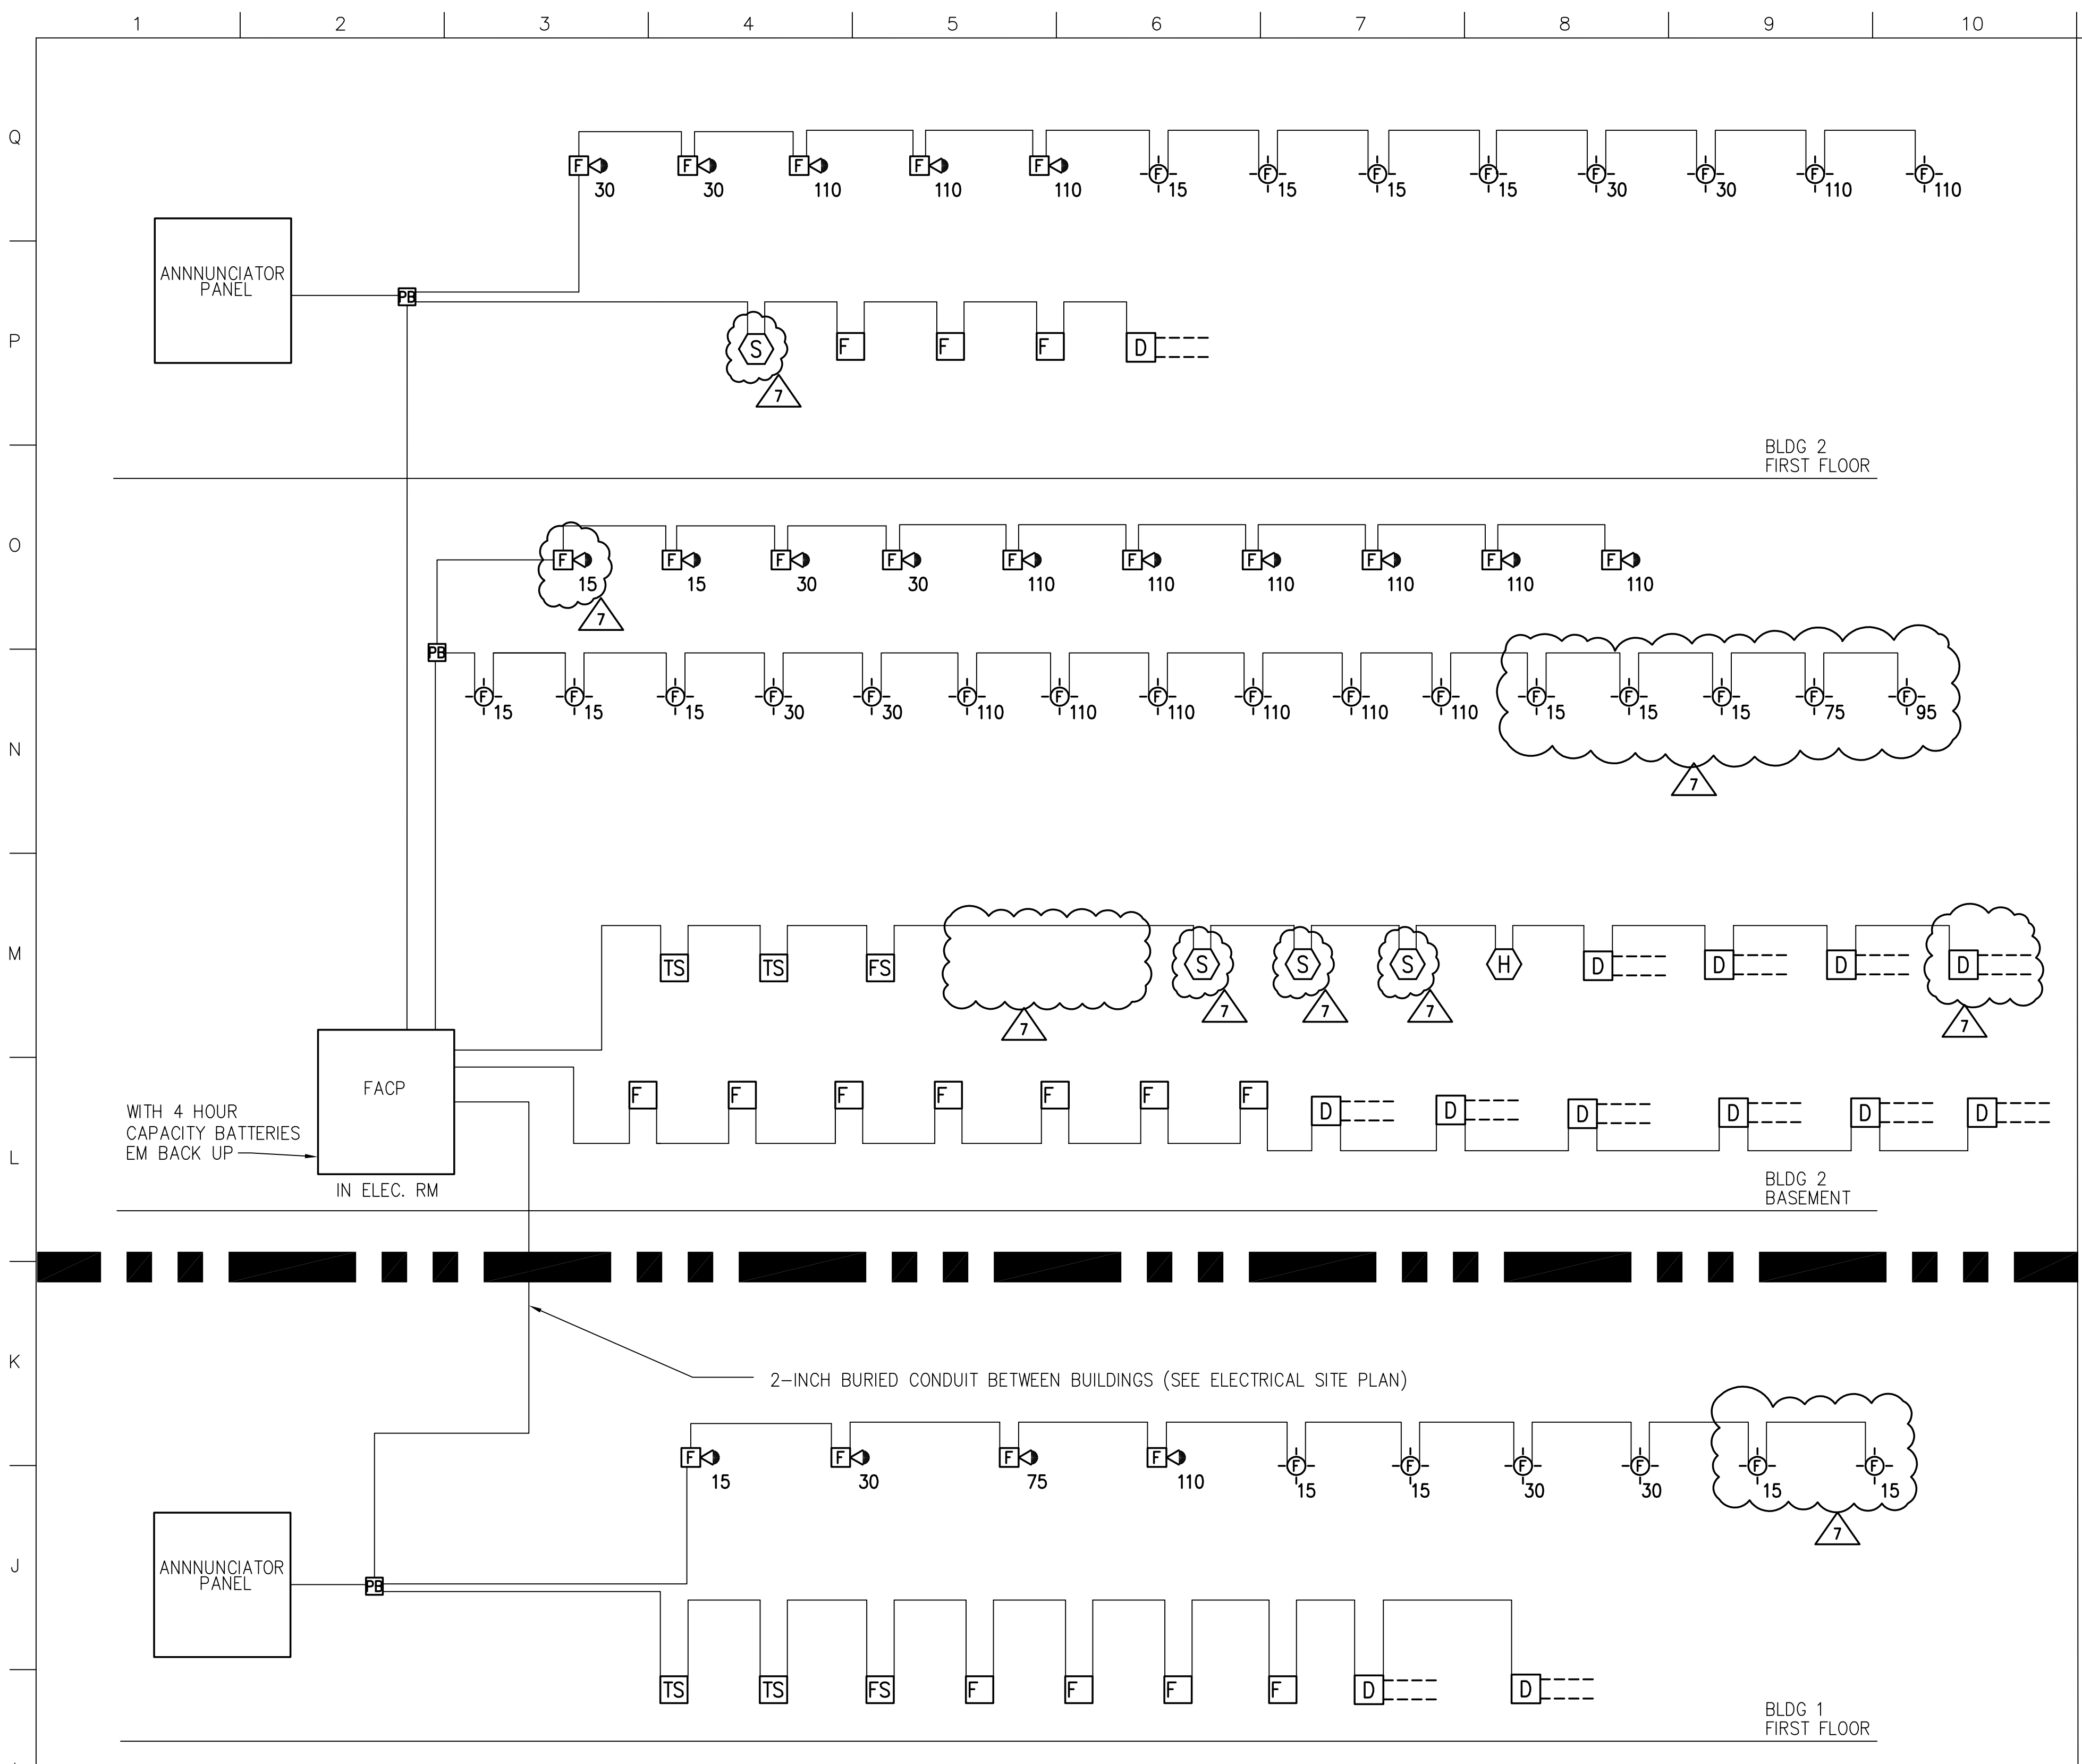 1 2 3 4 5 6 7 8 9 10
Q
F F F F F F F F F F F F F
30 30 110 110 110 15 15 15 15 30 30 110 110
ANNNUNCIATOR
PANEL
PB
P
S F F F D
7
BLDG 2
FIRST FLOOR
O
F F F F F F F F F F
15 15 30 30 110 110 110 110 110 110
7
PB
F F F F F F F F F F F F F F F F
15 15 15 30 30 110 110 110 110 110 110 15 15 15 75 95
N
7
M
TS TS FS S S S H D D D D
7 7 7 7 7
FACP
F F F F F F F D D D D D D
WITH 4 HOUR
CAPACITY BATTERIES
EM BACK UP
L
IN ELEC. RM
BLDG 2
BASEMENT
K
2-INCH BURIED CONDUIT BETWEEN BUILDINGS (SEE ELECTRICAL SITE PLAN)
F F F F F F F F F F
15 30 75 110 15 15 30 30 15 15
7
J
ANNNUNCIATOR
PANEL
PB
TS TS FS F F F F D D
BLDG 1
FIRST FLOOR